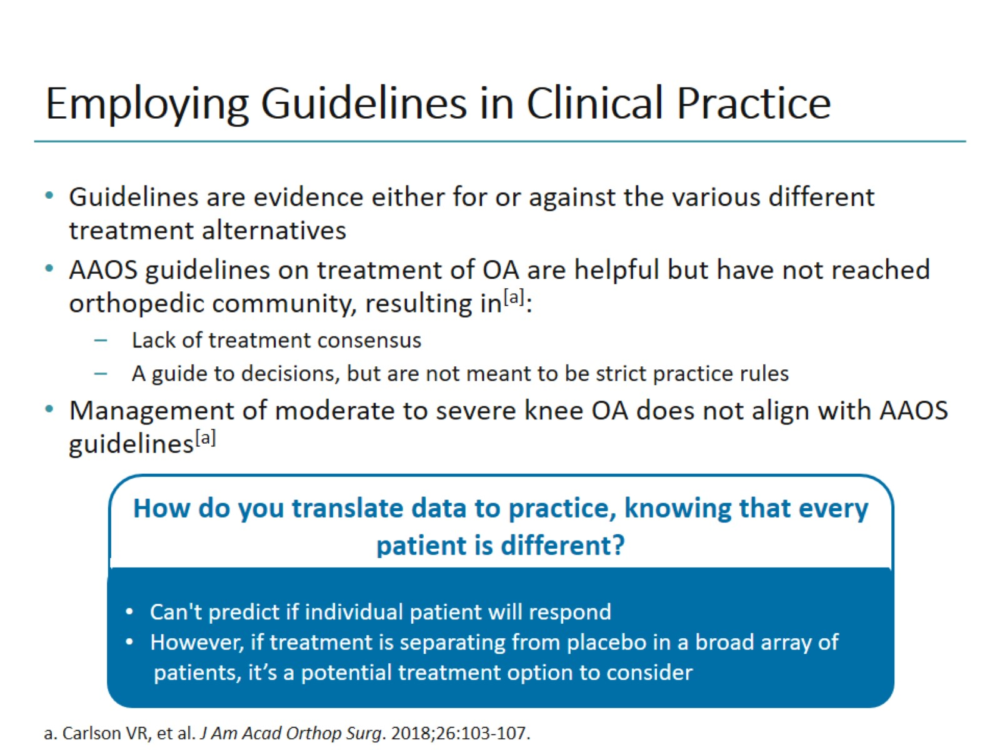 Employing Guidelines in Clinical Practice
• Guidelines are evidence either for or against the various different
treatment alternatives
• AAOS guidelines on treatment of OA are helpful but have not reached
orthopedic community, resulting in[a]:
– Lack of treatment consensus
– A guide to decisions, but are not meant to be strict practice rules
• Management of moderate to severe knee OA does not align with AAOS
guidelines[a]
How do you translate data to practice, knowing that every
patient is different?
• Can't predict if individual patient will respond
• However, if treatment is separating from placebo in a broad array of
patients, it’s a potential treatment option to consider
a. Carlson VR, et al. J Am Acad Orthop Surg. 2018;26:103-107.